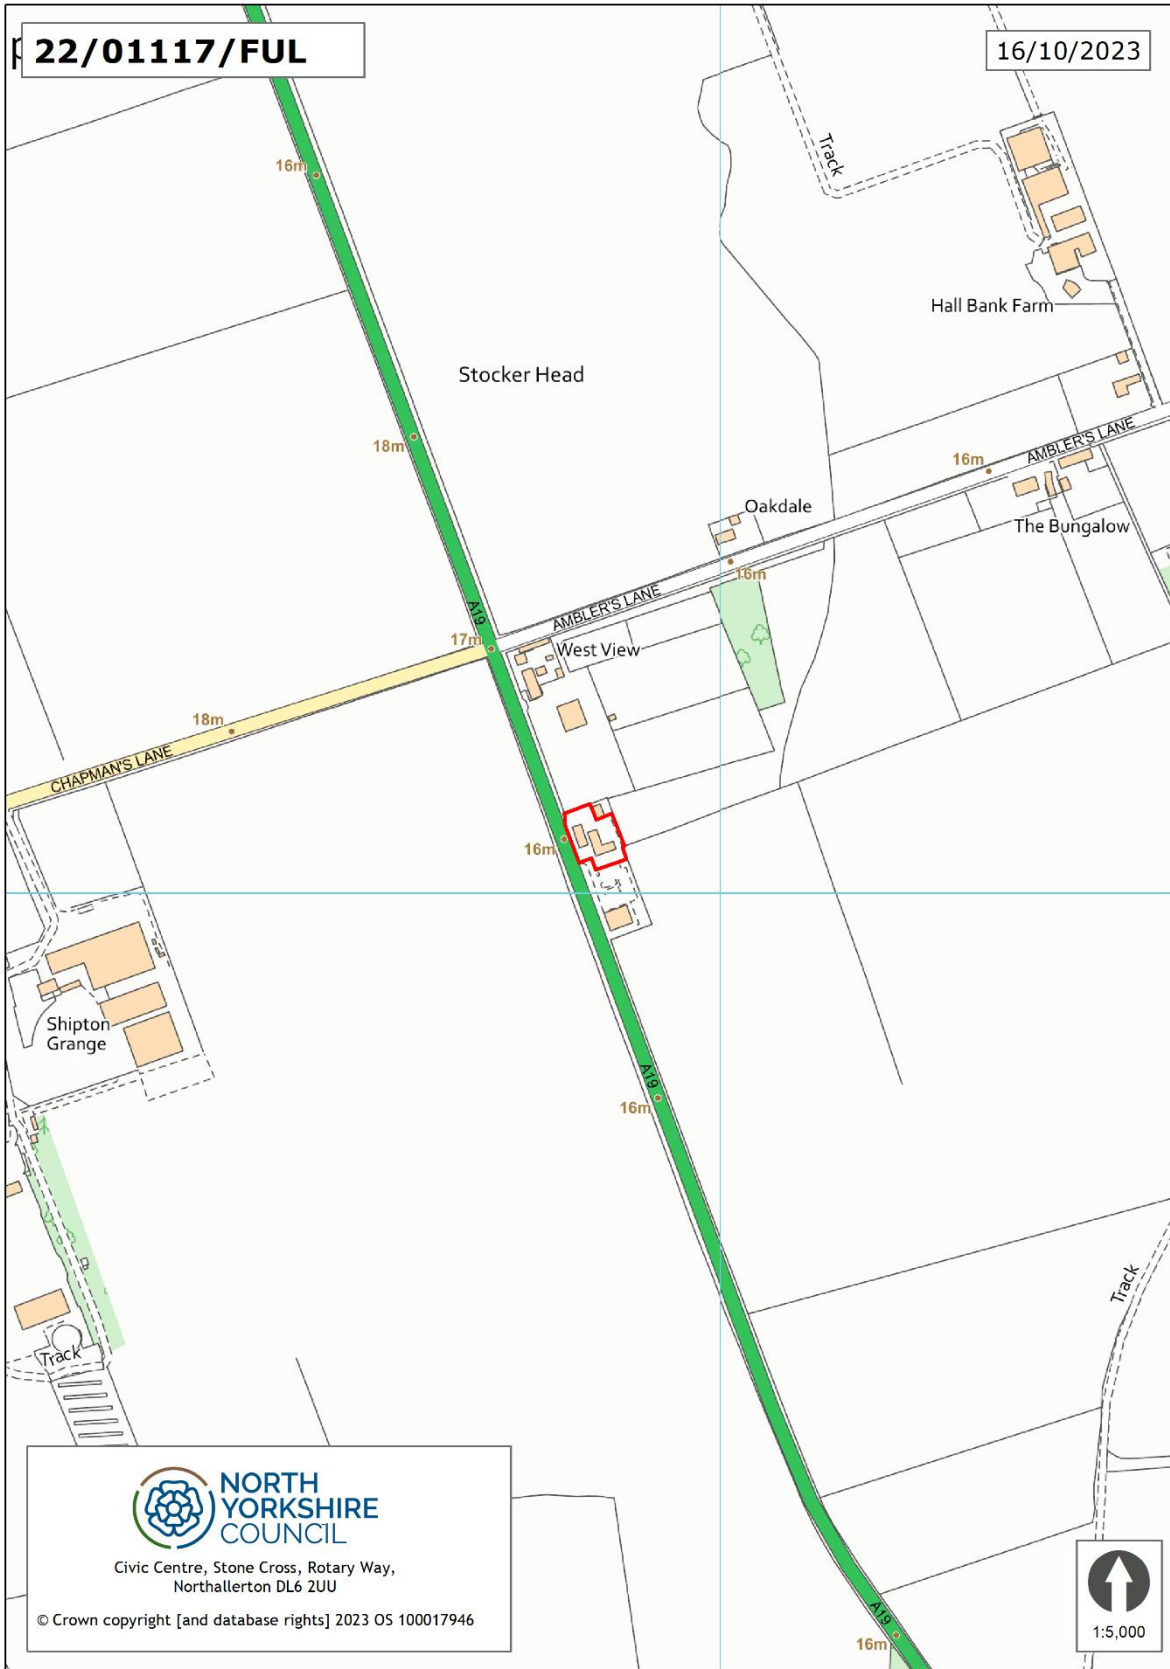 p
22/01117/FUL
16/10/2023
16m
Track
Hall Bank Farm
Stocker Head
18m
AMBLER'S LANE
16m
Oakdale
The Bungalow
16m
AMBLER'S LANE
A19
17m
West View
18m
CHAPMAN'S LANE
16m
Shipton
Grange
A19
16m
Track
Track
NORTH
YORKSHIRE
COUNCIL
Civic Centre, Stone Cross, Rotary Way,
Northallerton DL6 2UU
© Crown copyright [and database rights] 2023 OS 100017946
A19
16m
1:5,000